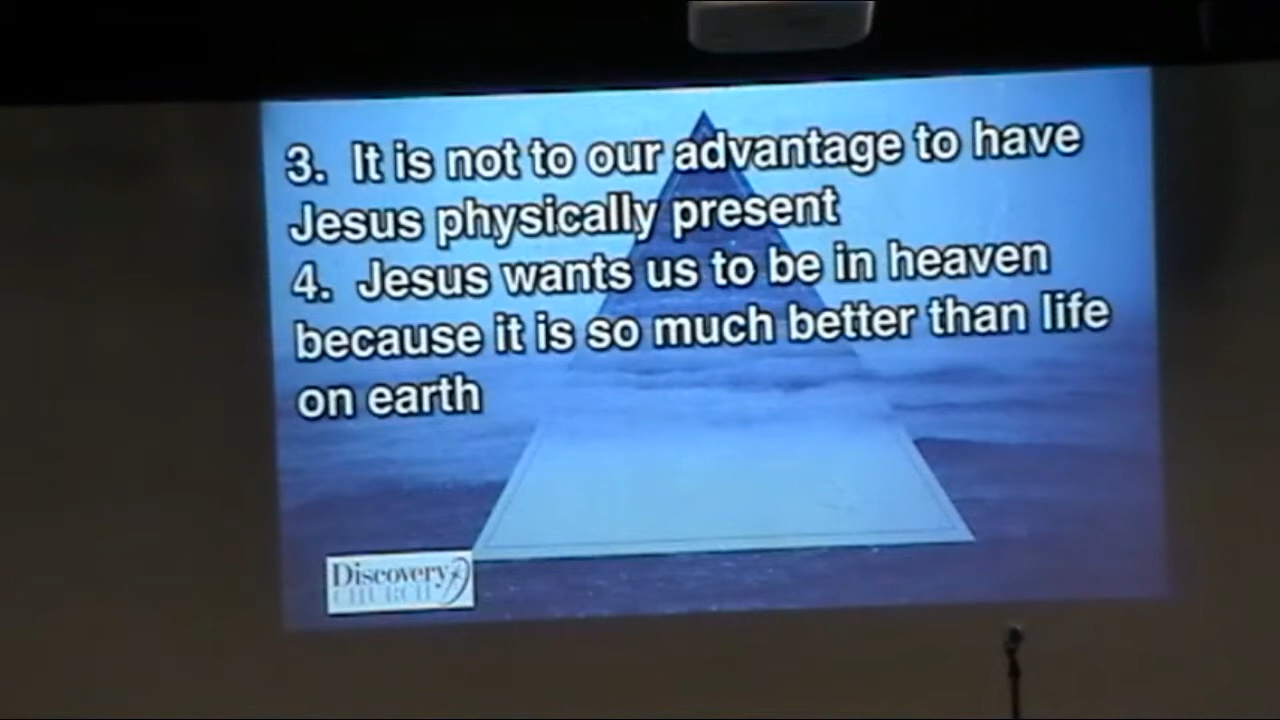 3. It is not to our advantage to have
Jesus physically present
4. Jesus wants us to be in heaven
because it is so much better than life
on earth
Discovery
CHURCH